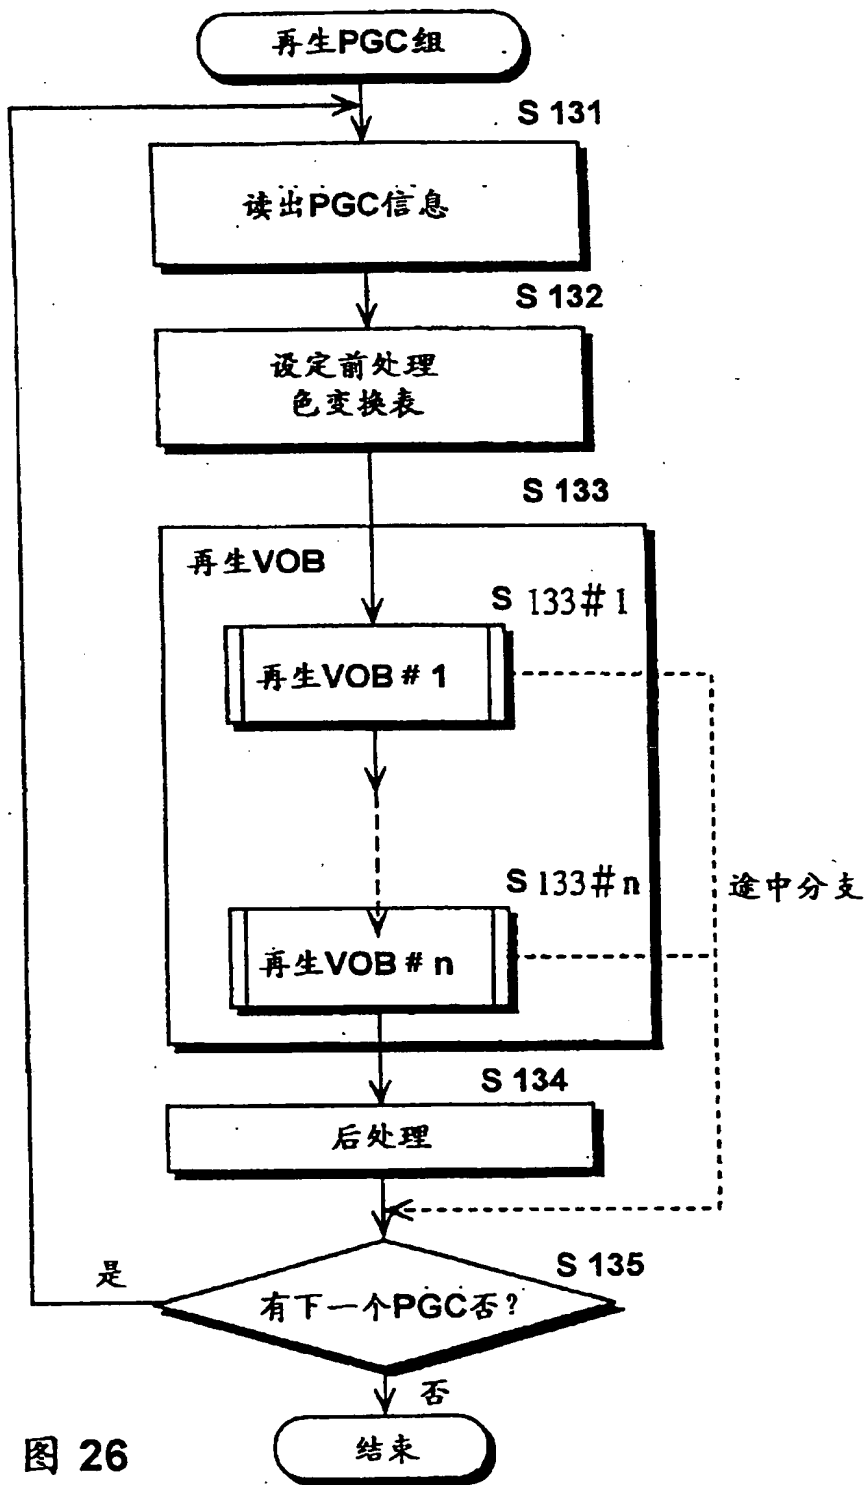 再生PGC组
S 131
读出PGC信息
S 132
设定前处理
色变换表
S 133
再生VOB
S 133#1
再生VOB # 1
S 133#n
途中分支
再生VOB # n
S 134
后处理
S 135
是
有下一个PGC否?
否
结束
图 26